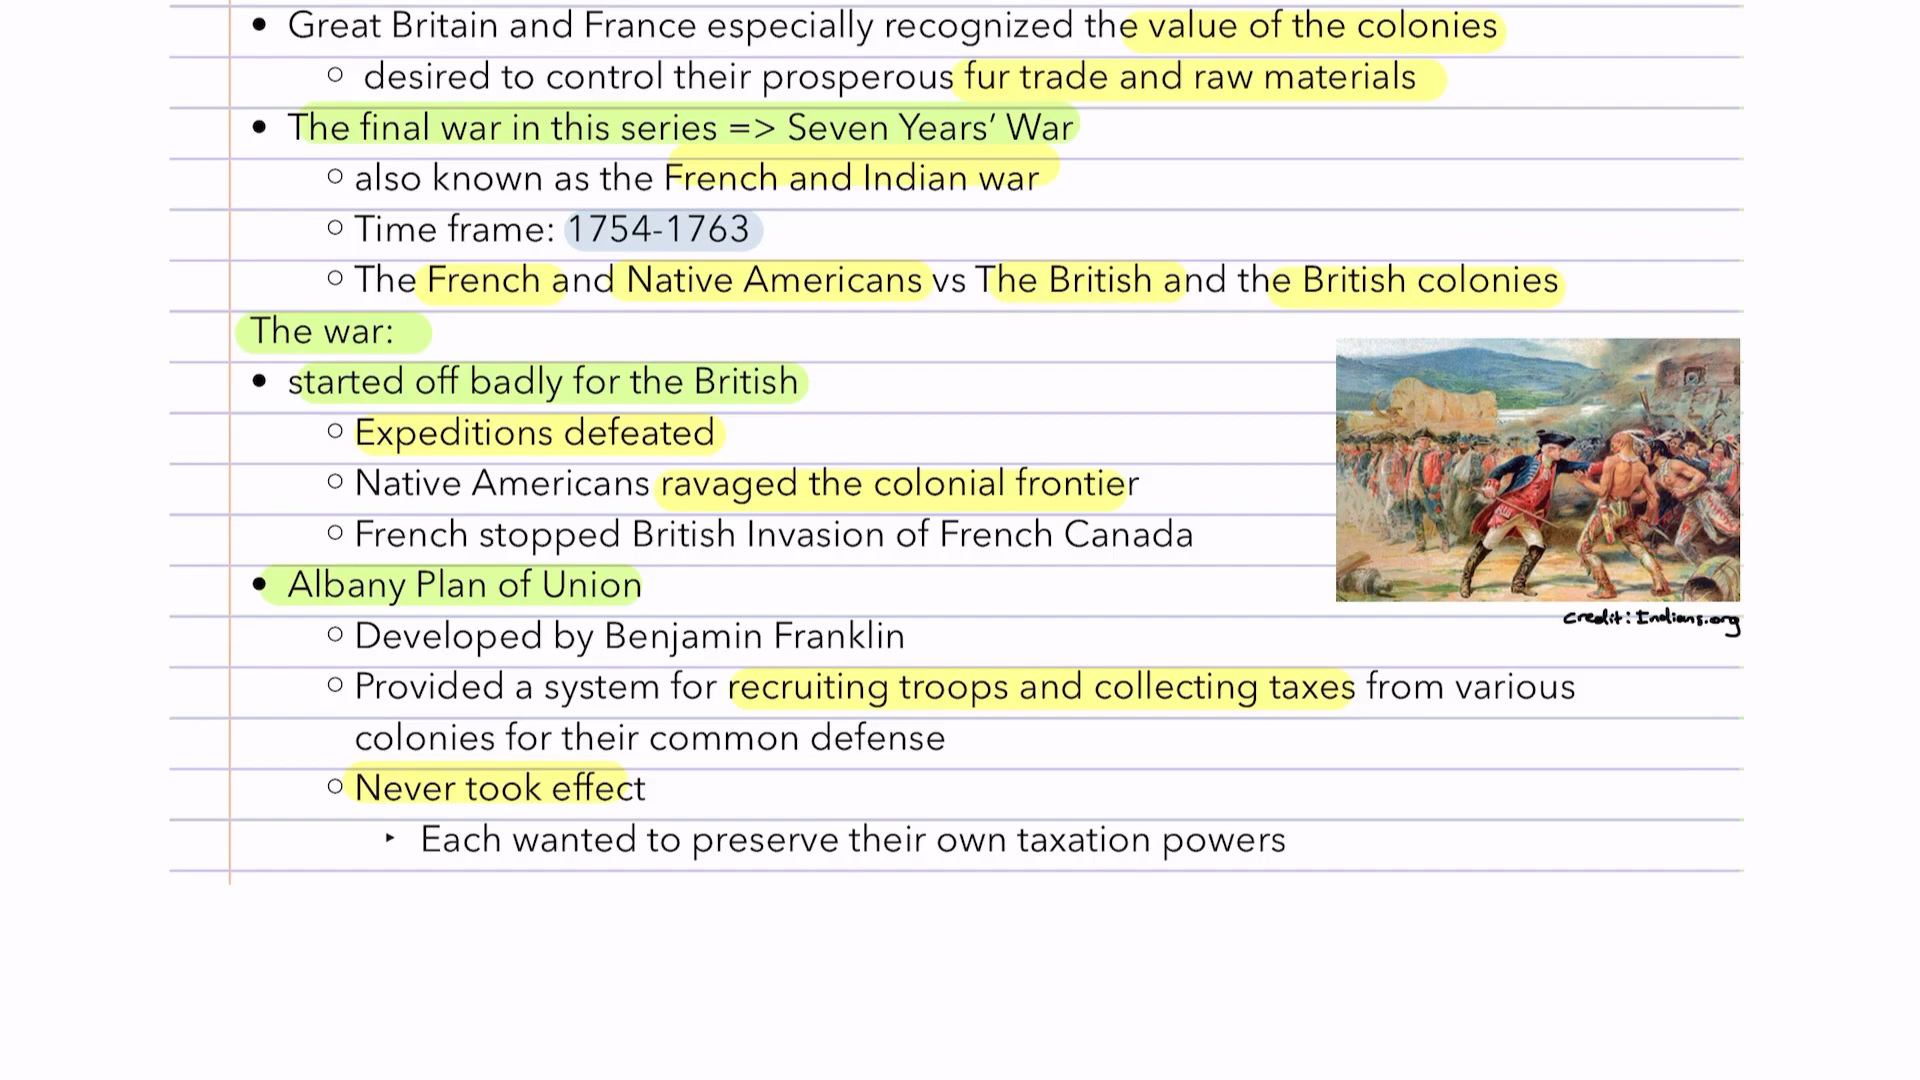 • Great Britain and France especially recognized the value of the colonies
○ desired to control their prosperous fur trade and raw materials
• The final war in this series => Seven Years’ War
○ also known as the French and Indian war
○ Time frame: 1754-1763
○ The French and Native Americans vs The British and the British colonies
The war:
• started off badly for the British
○ Expeditions defeated
○ Native Americans ravaged the colonial frontier
○ French stopped British Invasion of French Canada
• Albany Plan of Union
credit: Indians.org
○ Developed by Benjamin Franklin
○ Provided a system for recruiting troops and collecting taxes from various
colonies for their common defense
○ Never took effect
‣ Each wanted to preserve their own taxation powers